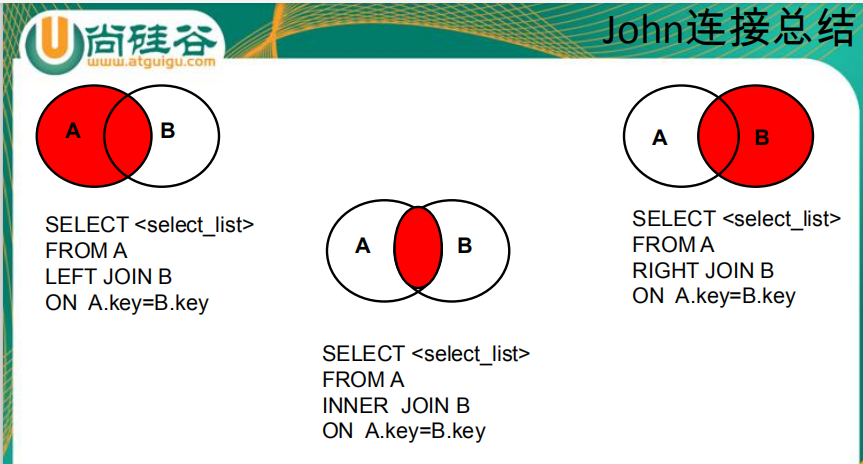 尚硅谷
www.atguigu.com
John连接总结
A
B
SELECT <select_list>
FROM A
LEFT JOIN B
ON A.key=B.key
A
B
SELECT <select_list>
FROM A
INNER JOIN B
ON A.key=B.key
A
B
SELECT <select_list>
FROM A
RIGHT JOIN B
ON A.key=B.key